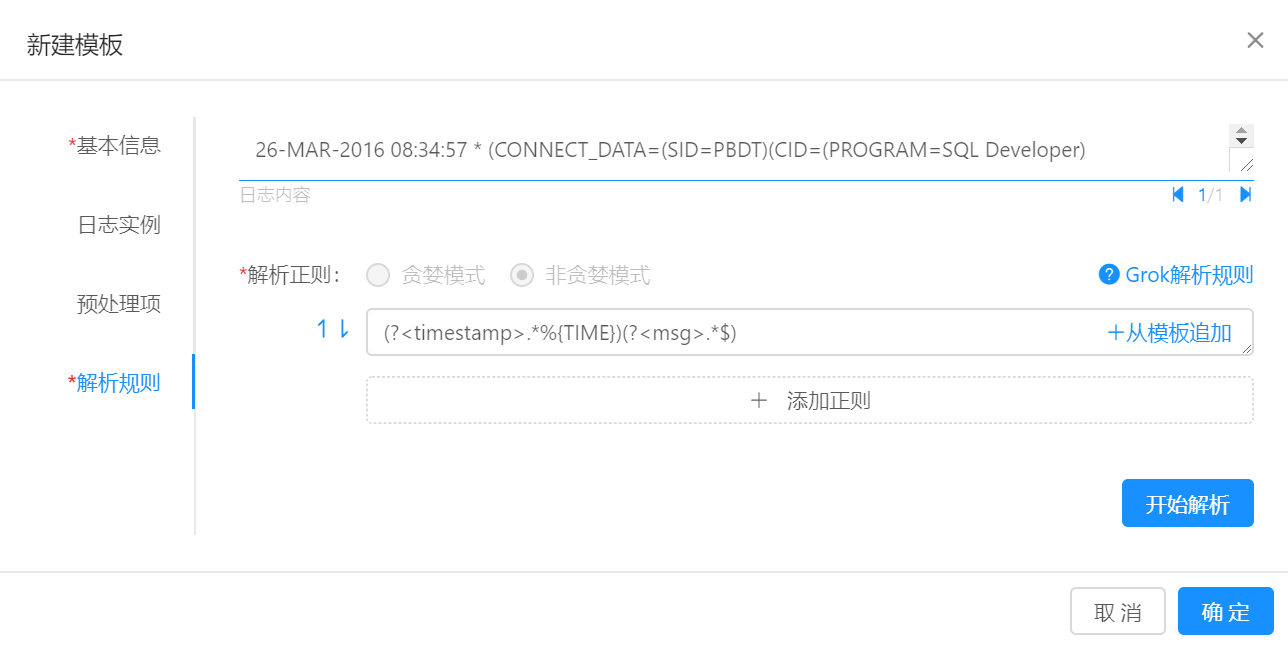 新建模板
*基本信息
日志实例
预处理项
*解析规则
26-MAR-2016 08:34:57 * (CONNECT_DATA=(SID=PBDT)(CID=(PROGRAM=SQL Developer)
日志内容
1/1
*解析正则：
贪婪模式
非贪婪模式
Grok解析规则
(?<timestamp>.*%{TIME})(?<msg>.*$)
＋从模板追加
＋ 添加正则
开始解析
取 消
确 定